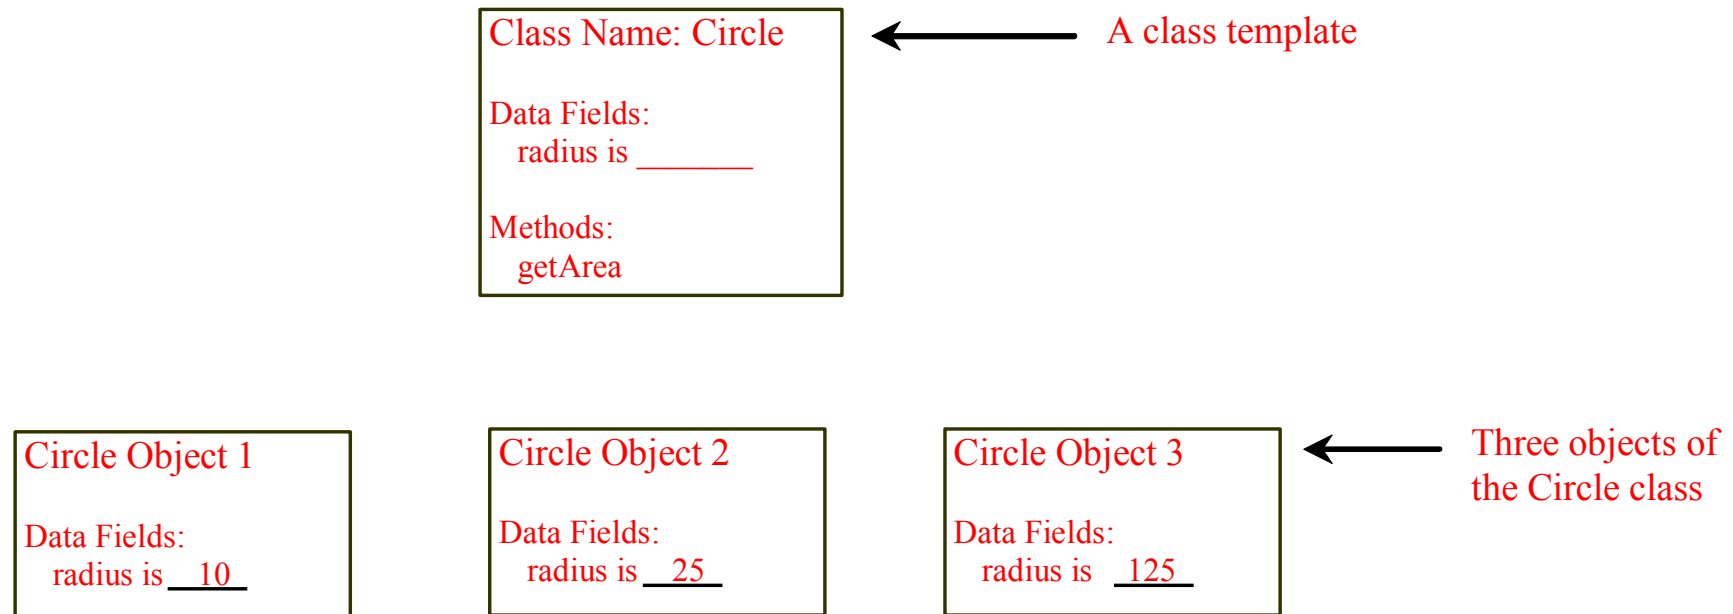 Class Name: Circle
A class template
Data Fields:
radius is _______
Methods:
getArea
Circle Object 1
Data Fields:
radius is 10
Circle Object 2
Data Fields:
radius is 25
Circle Object 3
Data Fields:
radius is 125
Three objects of
the Circle class